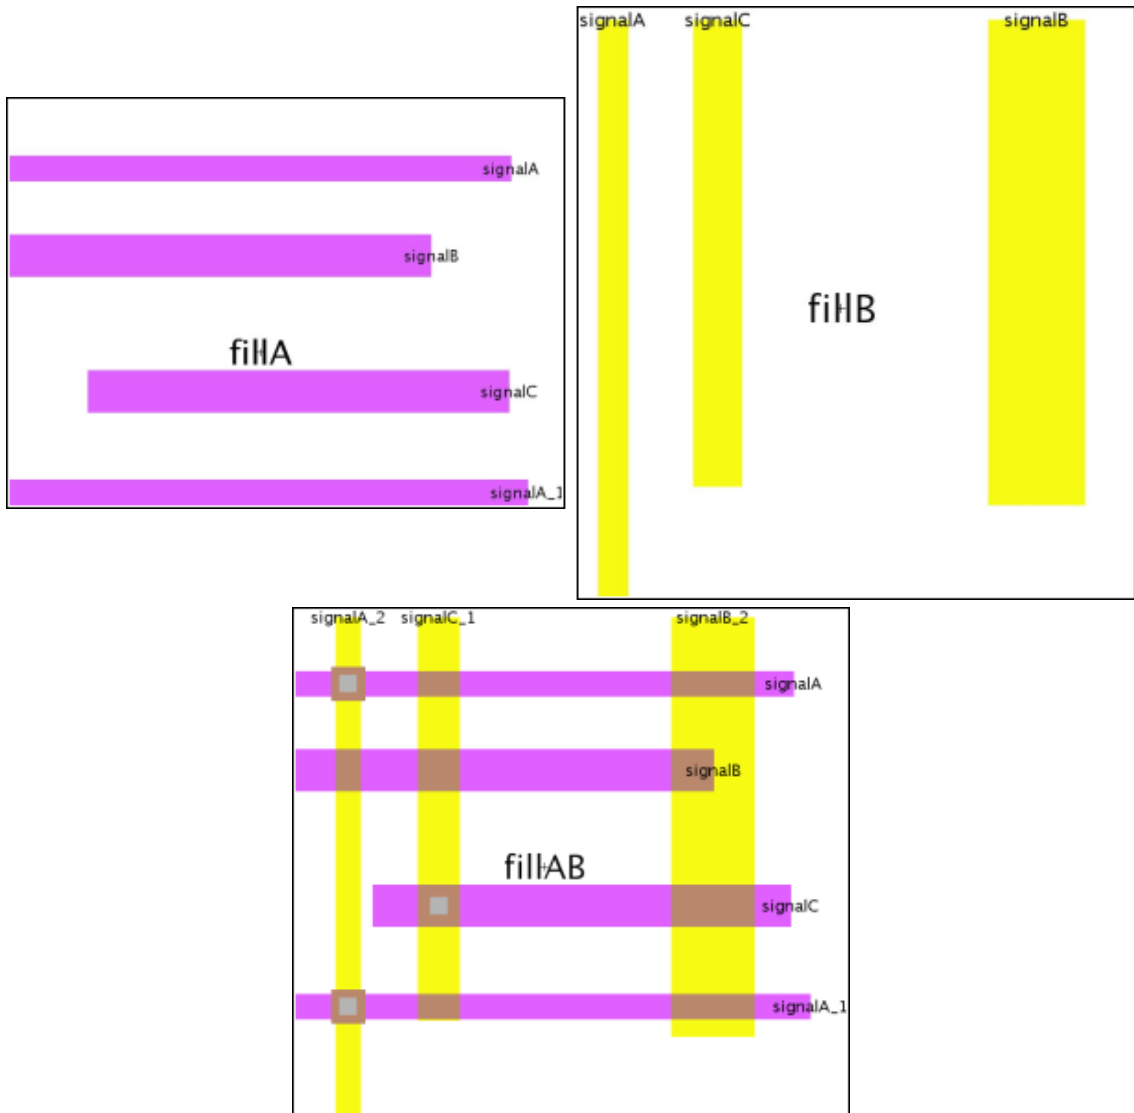 signalA
signalB
fillA
signalC
signalA_1
signalA signalC signalB
fillB
signalA_2 signalC_1 signalB_2
signalA
signalB
fillAB
signalC
signalA_1